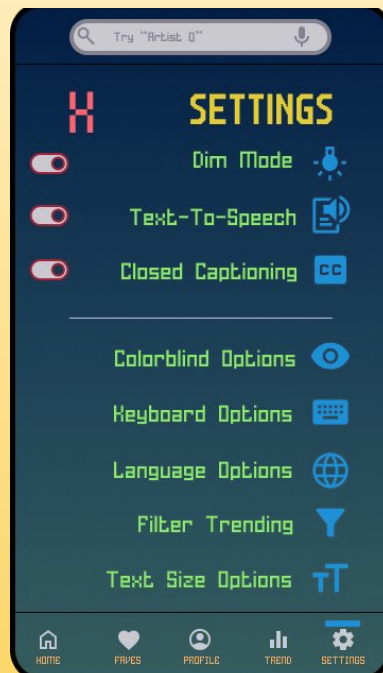 Try "Artist 0"
X SETTINGS
Dim Mode
Text-To-Speech
Closed Captioning CC
Colorblind Options
Keyboard Options
Language Options
Filter Trending
Text Size Options TT
HOME FAVES PROFILE TREND SETTINGS